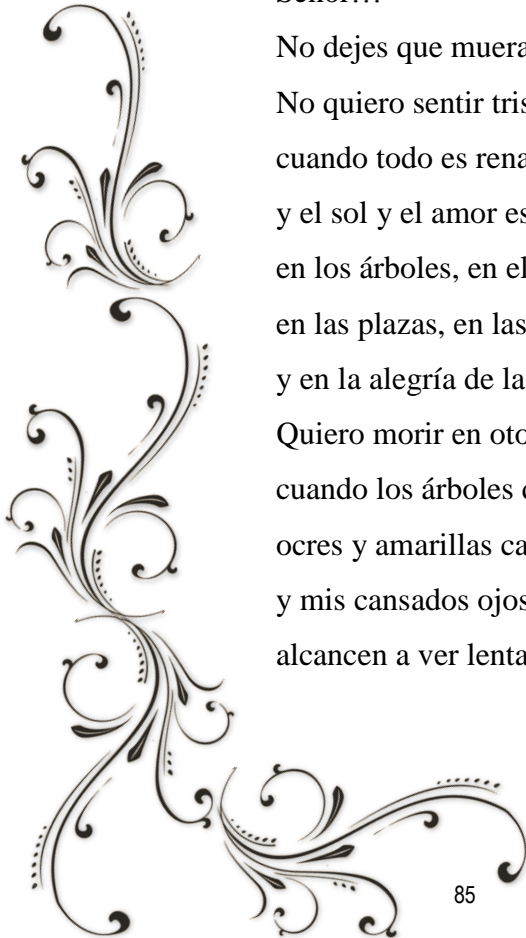 Señor…
No dejes que muera
No quiero sentir
cuando todo es
y el sol y el amor
en los árboles, en
en las plazas, en las
y en la alegría de la
Quiero morir en
cuando los árboles
ocres y amarillas
y mis cansados ojos
alcancen a ver
85